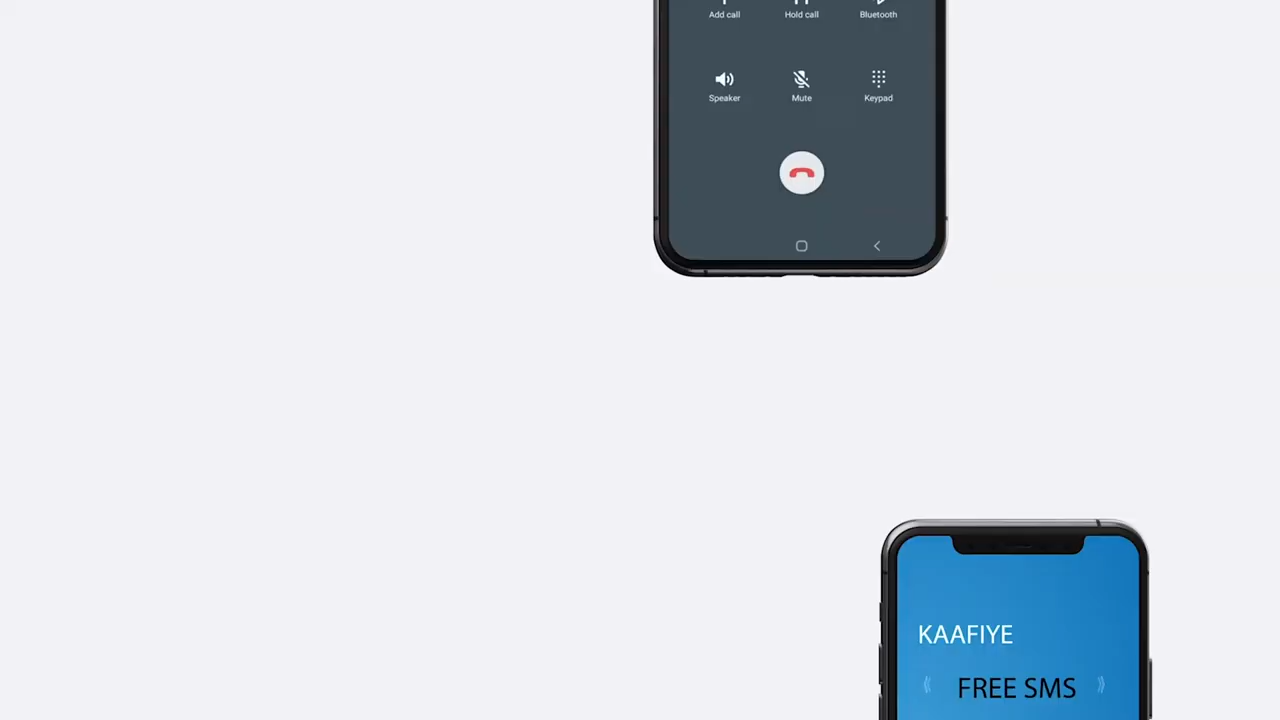 Add call Hold call Bluetooth
Speaker Mute Keypad
KAAFIYE
FREE SMS